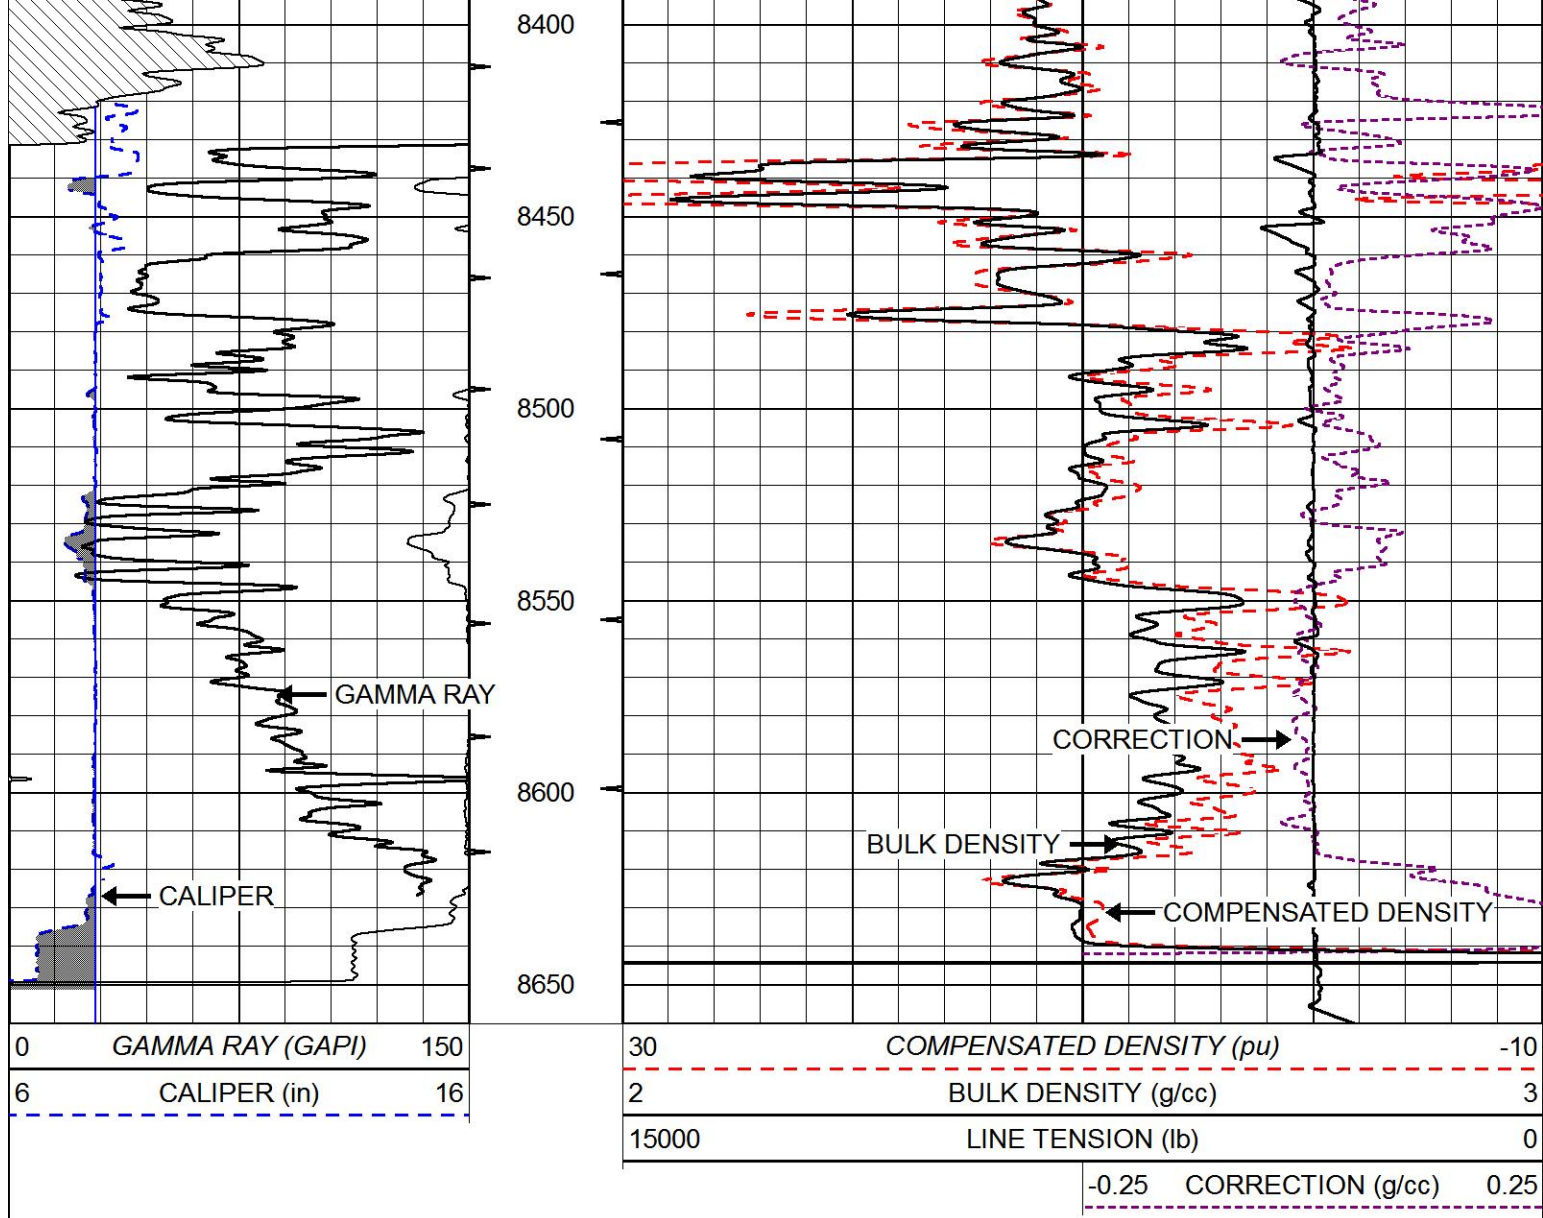 8400
8450
8500
8550
8600
8650
GAMMA RAY
CORRECTION
BULK DENSITY
CALIPER
COMPENSATED DENSITY
0 GAMMA RAY (GAPI) 150
6 CALIPER (in) 16
30 COMPENSATED DENSITY (pu) -10
2 BULK DENSITY (g/cc) 3
15000 LINE TENSION (lb) 0
-0.25 CORRECTION (g/cc) 0.25